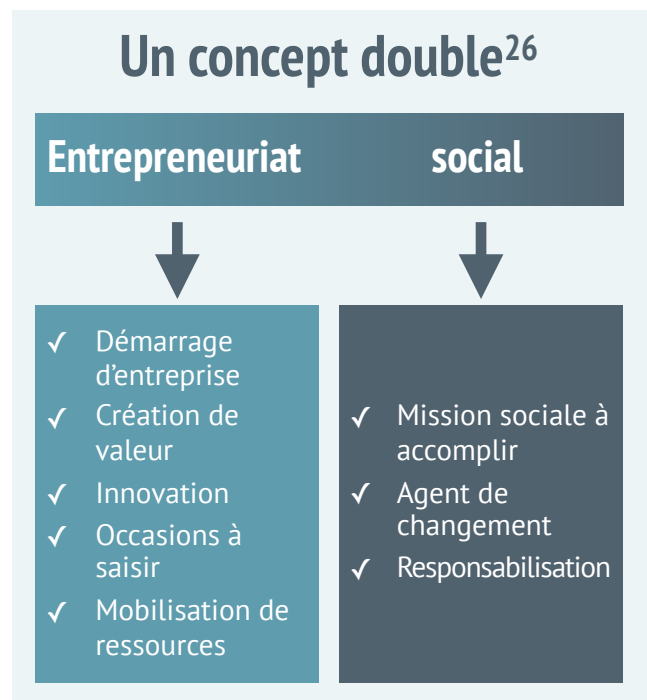 Un concept double²⁶
Entrepreneuriat social
✓ Démarrage
d’entreprise
✓ Création de
valeur
✓ Innovation
✓ Occasions à
saisir
✓ Mobilisation de
ressources
✓ Mission sociale à
accomplir
✓ Agent de
changement
✓ Responsabilisation